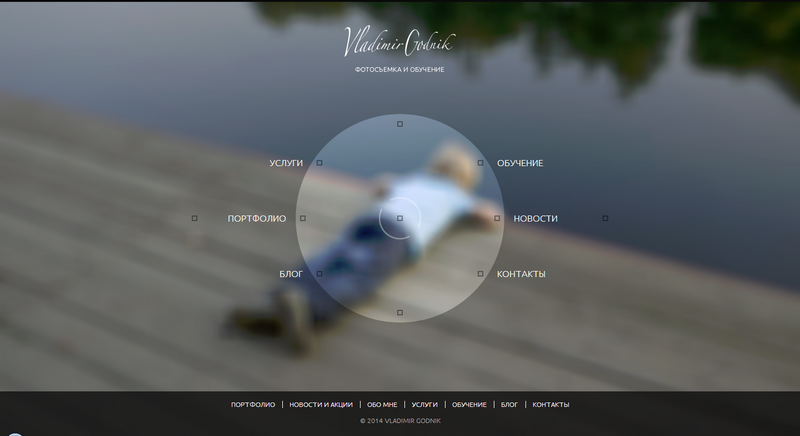 Vladimir Godnik
ФОТОСЪЕМКА И ОБУЧЕНИЕ
УСЛУГИ ОБУЧЕНИЕ
ПОРТФОЛИО НОВОСТИ
БЛОГ КОНТАКТЫ
ПОРТФОЛИО | НОВОСТИ И АКЦИИ | ОБО МНЕ | УСЛУГИ | ОБУЧЕНИЕ | БЛОГ | КОНТАКТЫ
© 2014 VLADIMIR GODNIK